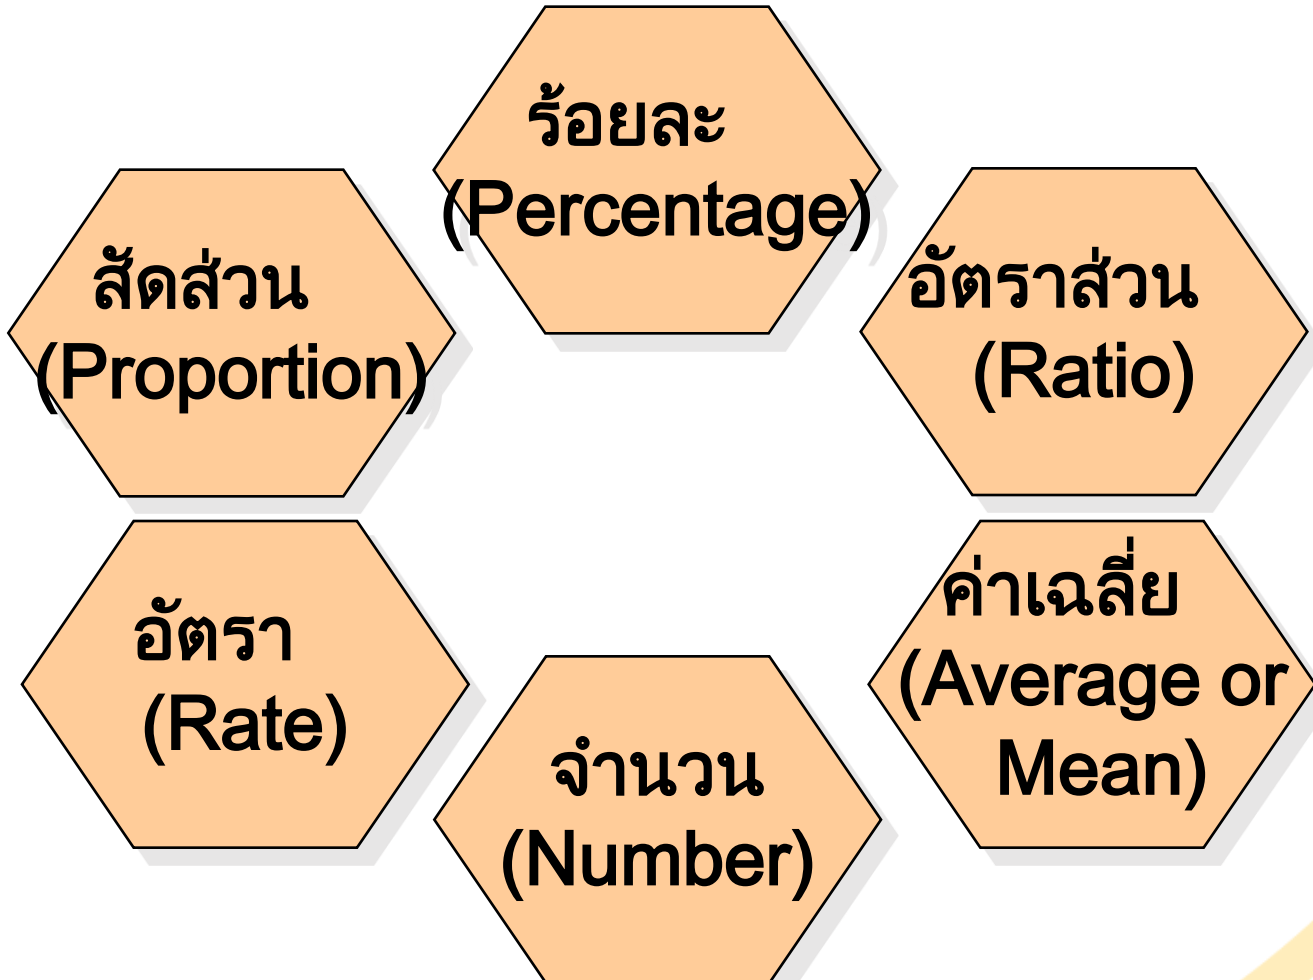 ร้อยละ
(Percentage)
สัดส่วน
(Proportion)
อัตราส่วน
(Ratio)
อัตรา
(Rate)
ค่าเฉลี่ย
(Average or
Mean)
จำนวน
(Number)